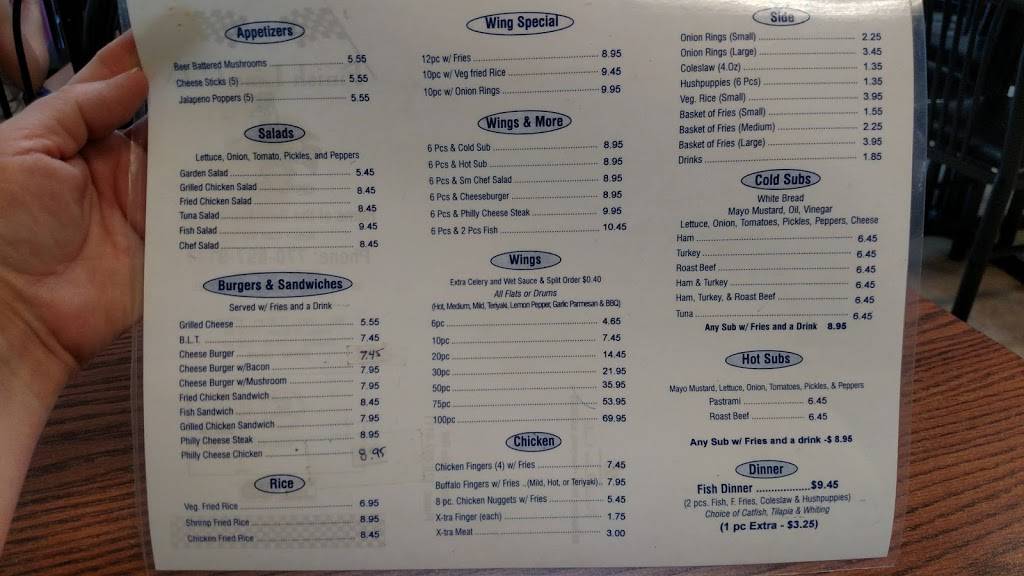 Appetizers
Beer Battered Mushrooms 5.55
Cheese Sticks (5) 5.55
Jalapeno Poppers (5) 5.55
Salads
Lettuce, Onion, Tomato, Pickles, and Peppers
Garden Salad 5.45
Grilled Chicken Salad 8.45
Fried Chicken Salad
Tuna Salad 8.45
Fish Salad 9.45
Chef Salad 8.45
Burgers & Sandwiches
Served w/ Fries and a Drink
Grilled Cheese 5.55
B.L.T. 7.45
Cheese Burger 7.45
Cheese Burger w/Bacon 7.95
Cheese Burger w/Mushroom 7.95
Fried Chicken Sandwich 8.45
Fish Sandwich
Grilled Chicken Sandwich 7.95
Philly Cheese Steak 8.95
Philly Cheese Chicken 8.95
Rice
Veg. Fried Rice 6.95
Shrimp Fried Rice 8.95
Chicken Fried Rice 8.45
Wing Special
12pc w/ Fries 8.95
10pc w/ Veg fried Rice 9.45
10pc w/ Onion Rings 9.95
Wings & More
6 Pcs & Cold Sub 8.95
6 Pcs & Hot Sub 8.95
6 Pcs & Sm Chef Salad 8.95
6 Pcs & Cheeseburger 8.95
6 Pcs & Philly Cheese Steak 9.95
6 Pcs & 2 Pcs Fish 10.45
Wings
Extra Celery and Wet Sauce & Split Order $0.40
All Flats or Drums
(Hot, Medium, Mild, Teriyaki, Lemon Pepper, Garlic Parmesan & BBQ)
6pc 4.65
10pc 7.45
20pc 14.45
30pc 21.95
50pc 35.95
75pc 53.95
100pc 69.95
Chicken
Chicken Fingers (4) w/ Fries 7.45
Buffalo Fingers w/ Fries ..(Mild, Hot, or Teriyaki).. 7.95
8 pc. Chicken Nuggets w/ Fries 5.45
X-tra Finger (each) 1.75
X-tra Meat 3.00
Side
Onion Rings (Small) 2.25
Onion Rings (Large) 3.45
Coleslaw (4.Oz) 1.35
Hushpuppies (6 Pcs) 1.35
Veg. Rice (Small) 3.95
Basket of Fries (Small) 1.55
Basket of Fries (Medium) 2.25
Basket of Fries (Large) 3.95
Drinks 1.85
Cold Subs
White Bread
Mayo Mustard, Oil, Vinegar
Lettuce, Onion, Tomatoes, Pickles, Peppers, Cheese
Ham 6.45
Turkey 6.45
Roast Beef 6.45
Ham & Turkey 6.45
Ham, Turkey, & Roast Beef 6.45
Tuna 6.45
Any Sub w/ Fries and a Drink 8.95
Hot Subs
Mayo Mustard, Lettuce, Onion, Tomatoes, Pickles, & Peppers
Pastrami 6.45
Roast Beef 6.45
Any Sub w/ Fries and a drink -$ 8.95
Dinner
Fish Dinner $9.45
(2 pcs. Fish, F. Fries, Coleslaw & Hushpuppies)
Choice of Catfish, Tilapia & Whiting
(1 pc Extra - $3.25)